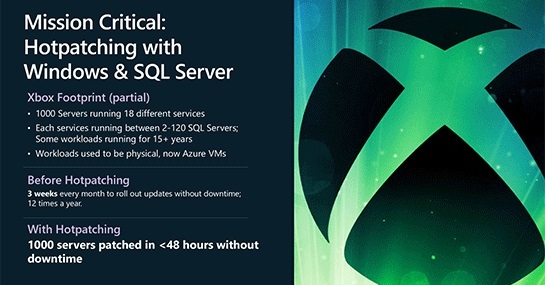 Mission Critical:
Hotpatching with
Windows & SQL Server
Xbox Footprint (partial)
• 1000 Servers running 18 different services
• Each services running between 2-120 SQL Servers;
Some workloads running for 15+ years
• Workloads used to be physical, now Azure VMs
Before Hotpatching
3 weeks every month to roll out updates without downtime;
12 times a year.
With Hotpatching
1000 servers patched in <48 hours without
downtime